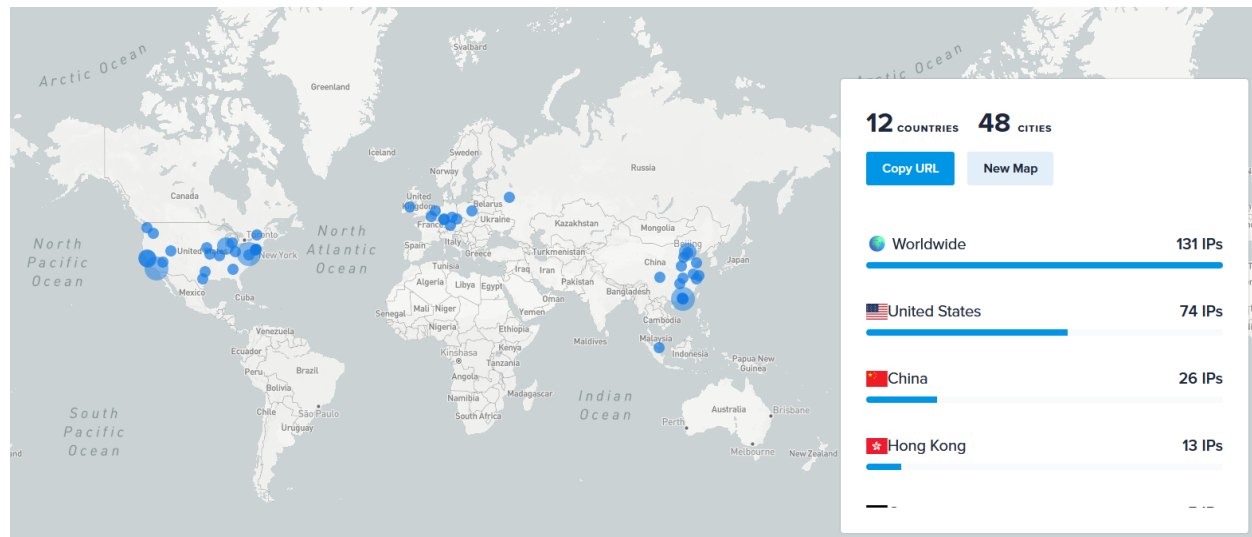 Arctic Ocean
Svalbard
Greenland
Iceland
Sweden
Norway
Russia
Canada
United
Kingdom
Belarus
Ukraine
France
Kazakhstan
Mongolia
North
Pacific
Ocean
Toronto
United
New York
North
Atlantic
Ocean
Spain
Italy
Greece
Turkmenistan
Beijing
China
Japan
Tunisia
Iraq
Iran
Pakistan
Algeria
Libya
Egypt
Bangladesh
Mexico
Cuba
Oman
Senegal
Mali
Niger
Yemen
Cambodia
Nigeria
Ethiopia
Venezuela
Maldives
Malaysia
Ecuador
Kinshasa
Kenya
Tanzania
Indonesia
Papua New
Guinea
Peru
Brazil
Angola
Bolivia
Namibia
Madagascar
Indian
Ocean
South
Pacific
Ocean
Chile
São Paulo
Uruguay
South Africa
Australia
Brisbane
Perth
Melbourne
New Zealand
Arctic Ocean
12 COUNTRIES 48 CITIES
Copy URL New Map
Worldwide 131 IPs
United States 74 IPs
China 26 IPs
Hong Kong 13 IPs